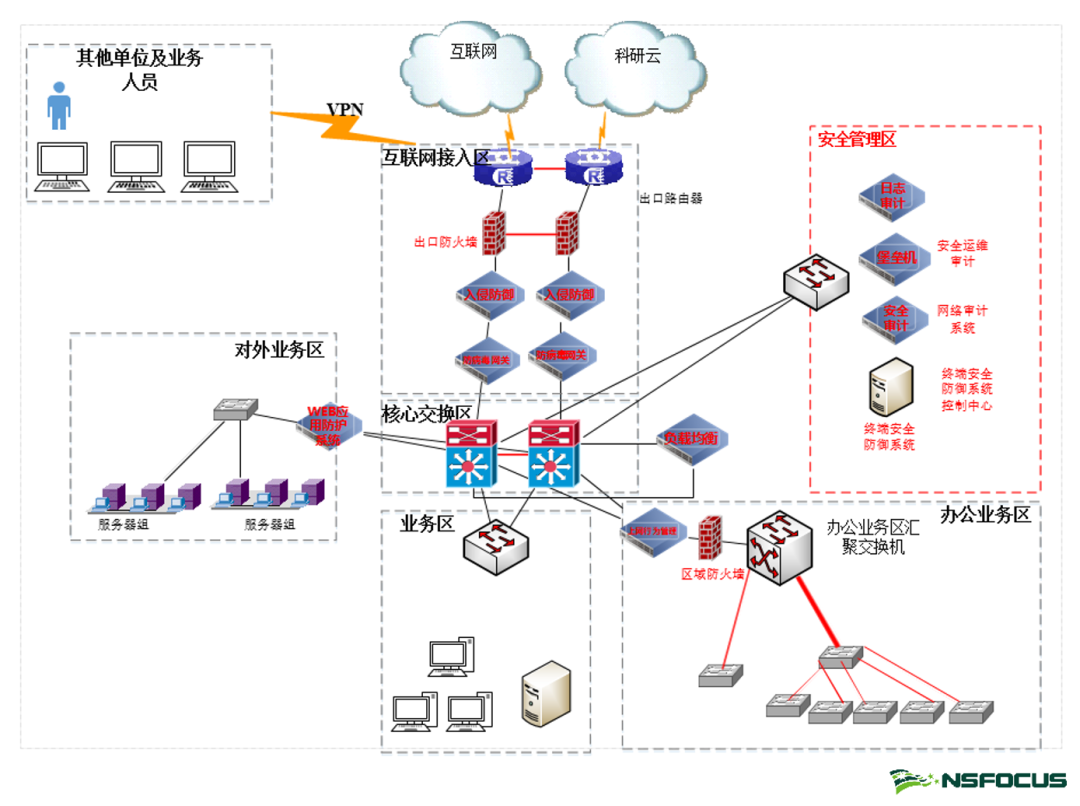 其他单位及业务
人员
互联网
科研云
VPN
互联网接入区
R
R
出口路由器
出口防火墙
入侵防御
入侵防御
防病毒网关
防病毒网关
安全管理区
日志
审计
堡垒机
安全运维
审计
安全
审计
网络审计
系统
终端安全
防御系统
控制中心
终端安全
防御系统
对外业务区
WEB应
用防护
系统
服务器组
服务器组
核心交换区
负载均衡
业务区
办公业务区
上网行为管理
区域防火墙
办公业务区汇
聚交换机
NSFOCUS